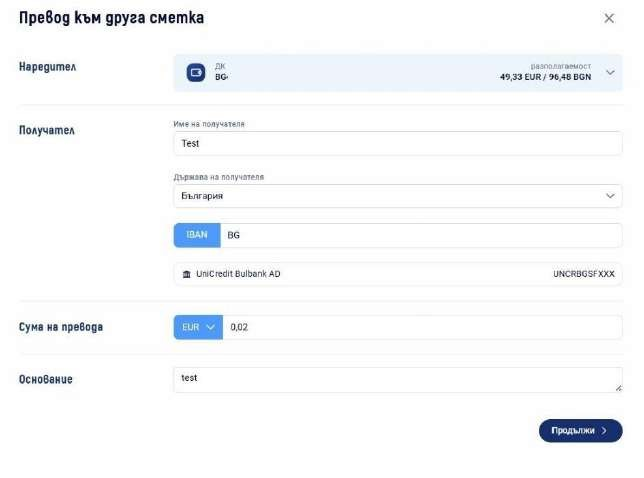 Превод към друга сметка
Наредител
ДК
разполагаемост
BG
49,33 EUR / 96,48 BGN
Получател
Име на получателя
Test
Държава на получателя
България
IBAN
BG
UniCredit Bulbank AD
UNCRBGSFXXX
Сума на превода
EUR
0,02
Основание
test
Продължи